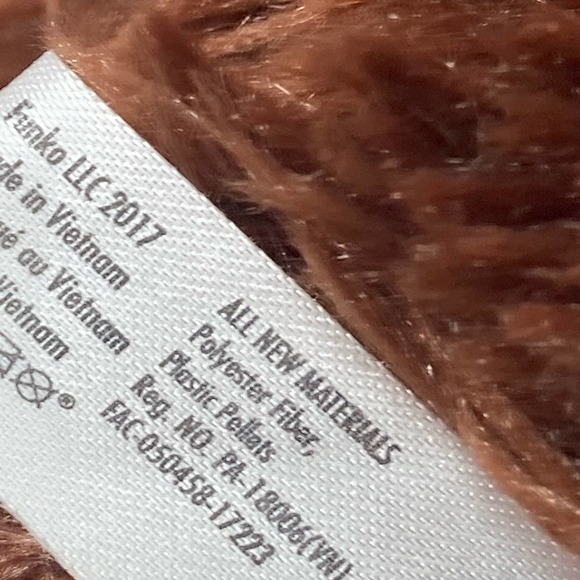 Funko LLC 2017
de in Vietnam
ué au Vietnam
Vietnam
ALL NEW MATERIALS
Polyester Fiber,
Plastic Pellets
Reg. NO. PA-18006(VN)
FAC-050458-17223